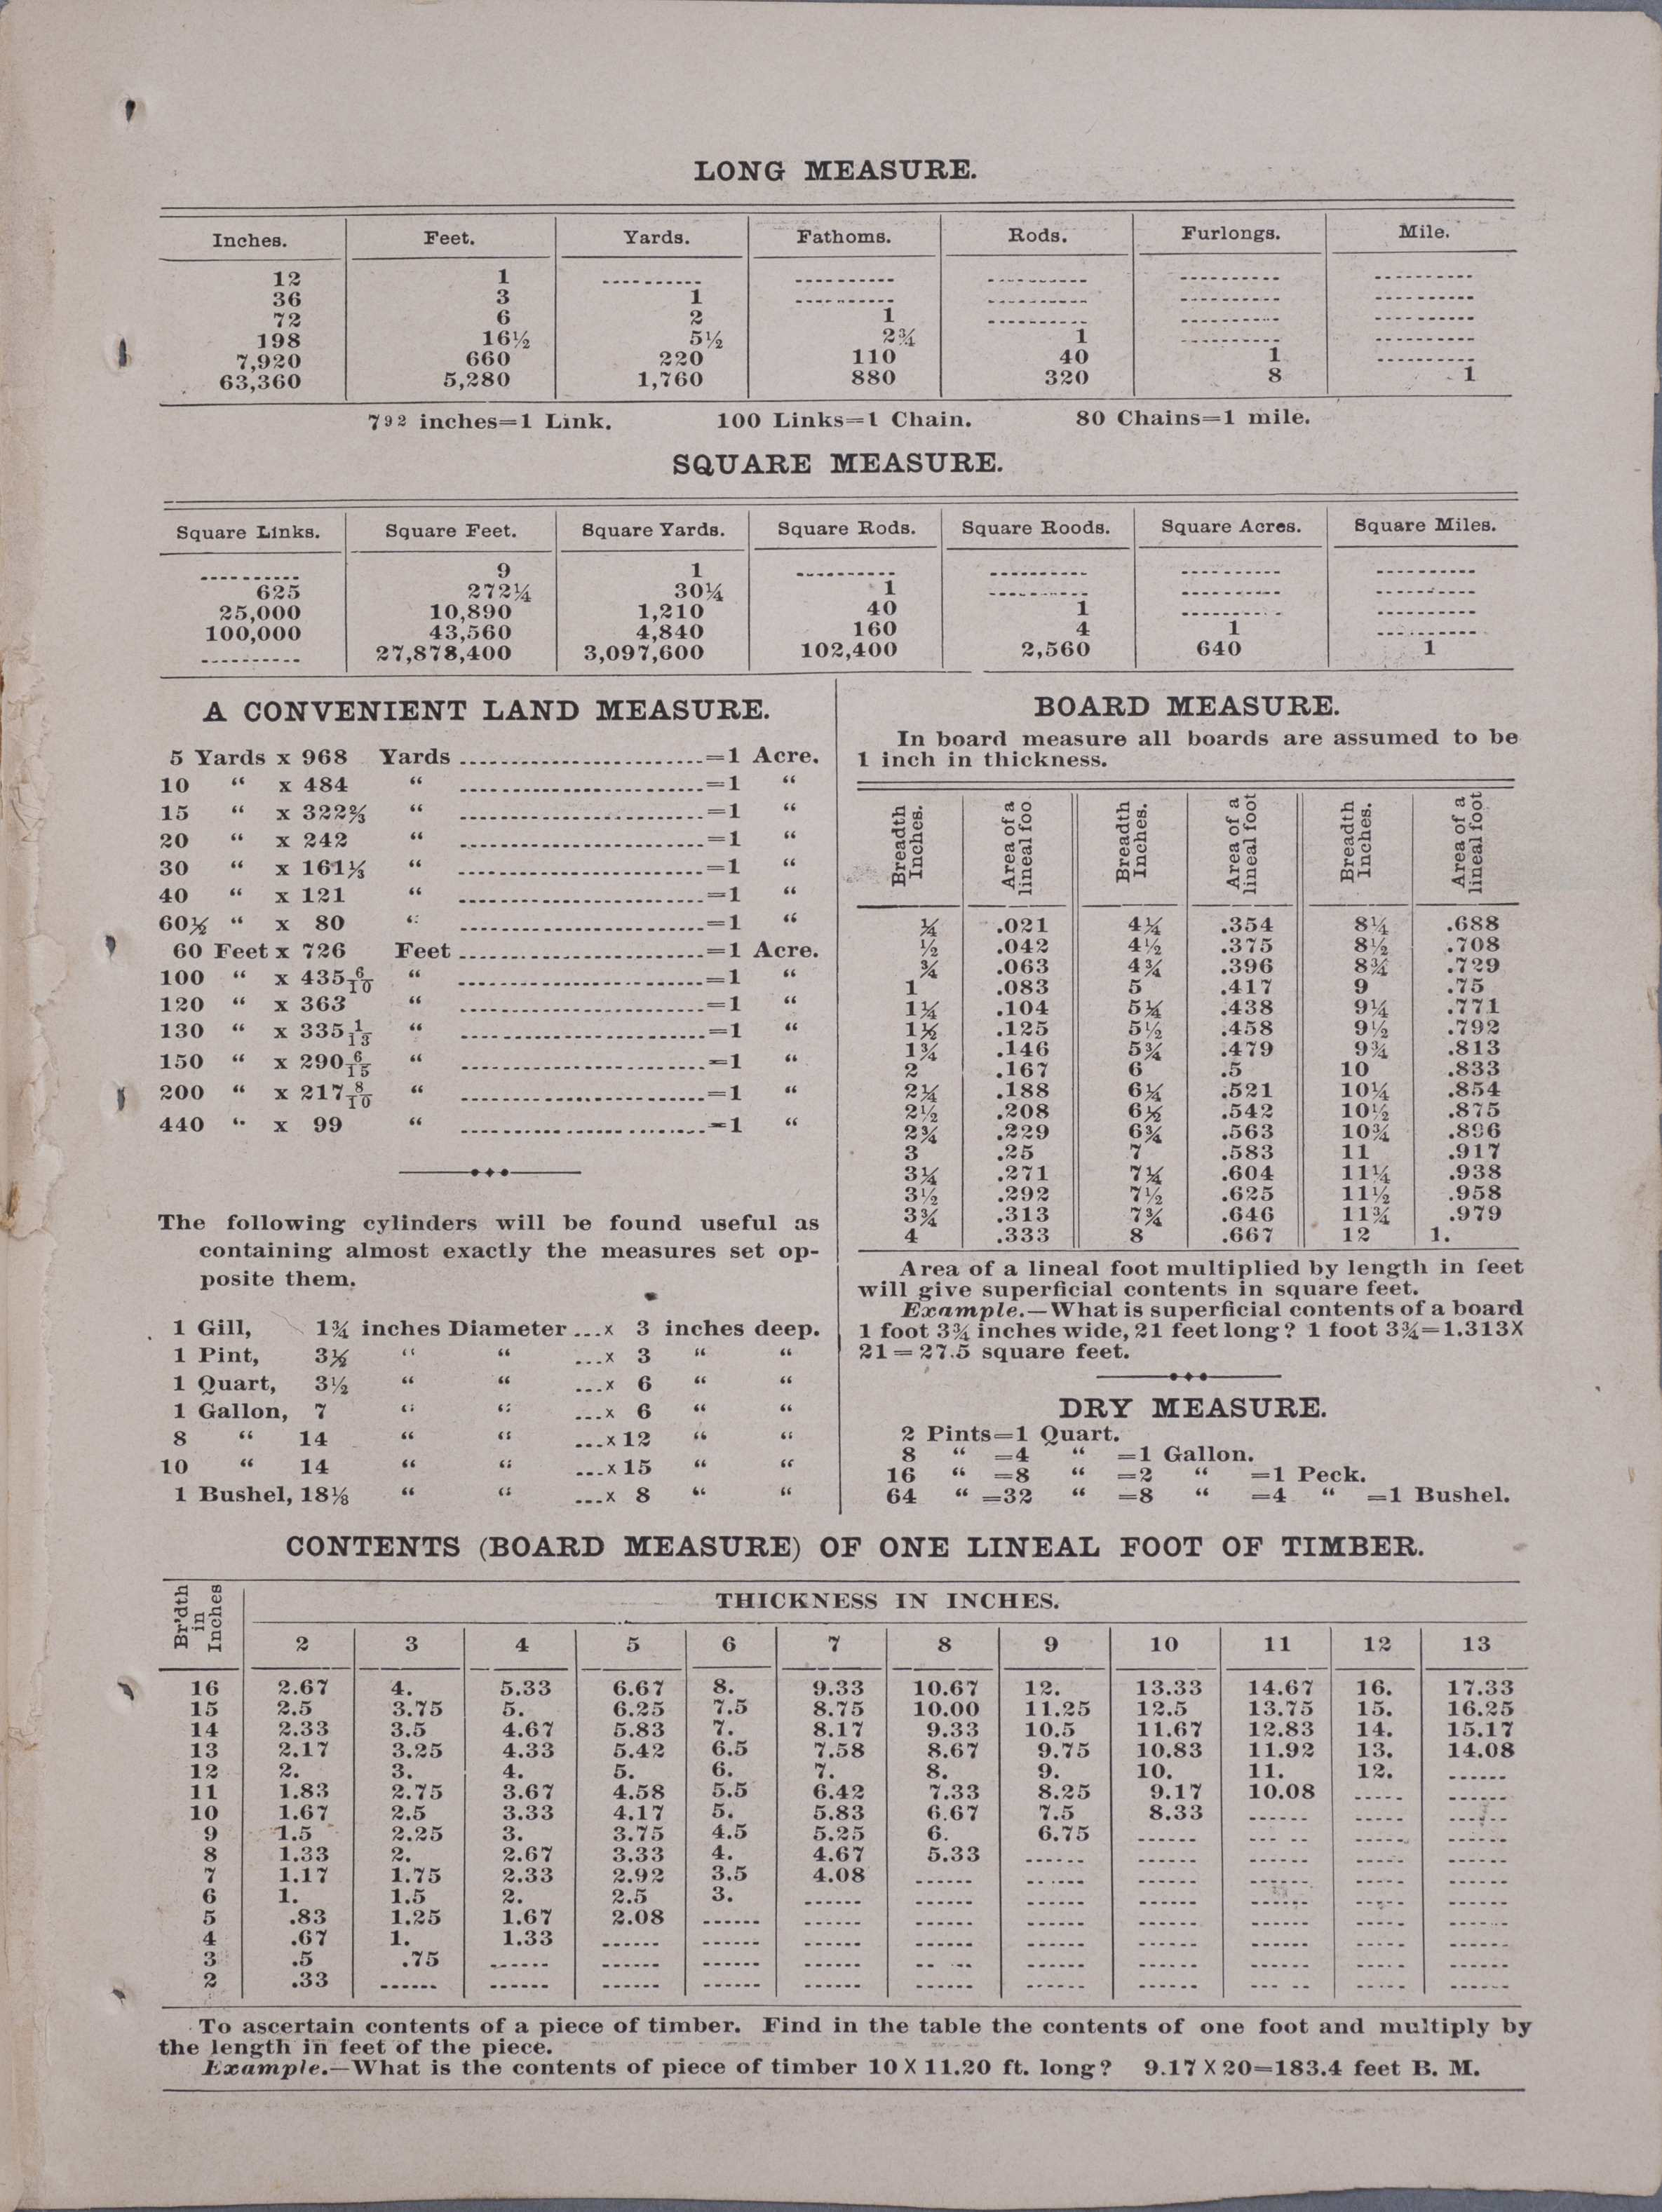 LONG MEASURE.
Inches. Feet. Yards. Fathoms. Rods. Furlongs. Mile.
12 1 .......... .......... .......... .......... ..........
36 3 1 .......... .......... .......... ..........
72 6 2 1 .......... .......... ..........
198 16½ 5½ 2¾ 1 .......... ..........
7,920 660 220 110 40 1 ..........
63,360 5,280 1,760 880 320 8 1
792 inches=1 Link. 100 Links=1 Chain. 80 Chains=1 mile.
SQUARE MEASURE.
Square Links. Square Feet. Square Yards. Square Rods. Square Roods. Square Acres. Square Miles.
.......... 9 1 .......... .......... .......... ..........
625 272¼ 30¼ 1 .......... .......... ..........
25,000 10,890 1,210 40 1 .......... ..........
100,000 43,560 4,840 160 4 1 ..........
.......... 27,878,400 3,097,600 102,400 2,560 640 1
A CONVENIENT LAND MEASURE.
5 Yards x 968 Yards ........................=1 Acre.
10 “ x 484 “ ........................=1 “
15 “ x 322⅔ “ ........................=1 “
20 “ x 242 “ ........................=1 “
30 “ x 161⅓ “ ........................=1 “
40 “ x 121 “ ........................=1 “
60½ “ x 80 “ ........................=1 “
60 Feet x 726 Feet ........................=1 Acre.
100 “ x 435 6/10 “ ........................=1 “
120 “ x 363 “ ........................=1 “
130 “ x 335 1/13 “ ........................=1 “
150 “ x 290 6/15 “ ........................=1 “
200 “ x 217 8/10 “ ........................=1 “
440 “ x 99 “ ........................=1 “
The following cylinders will be found useful as
containing almost exactly the measures set op-
posite them.
1 Gill, 1¾ inches Diameter ...x 3 inches deep.
1 Pint, 3½ “ “ ...x 3 “ “
1 Quart, 3½ “ “ ...x 6 “ “
1 Gallon, 7 “ “ ...x 6 “ “
8 “ 14 “ “ ...x 12 “ “
10 “ 14 “ “ ...x 15 “ “
1 Bushel, 18⅛ “ “ ...x 8 “ “
BOARD MEASURE.
In board measure all boards are assumed to be
1 inch in thickness.
Breadth Inches. Area of a lineal foo Breadth Inches. Area of a lineal foot Breadth Inches. Area of a lineal foot
¼ .021 4¼ .354 8¼ .688
½ .042 4½ .375 8½ .708
¾ .063 4¾ .396 8¾ .729
1 .083 5 .417 9 .75
1¼ .104 5¼ .438 9¼ .771
1½ .125 5½ .458 9½ .792
1¾ .146 5¾ .479 9¾ .813
2 .167 6 .5 10 .833
2¼ .188 6¼ .521 10¼ .854
2½ .208 6½ .542 10½ .875
2¾ .229 6¾ .563 10¾ .896
3 .25 7 .583 11 .917
3¼ .271 7¼ .604 11¼ .938
3½ .292 7½ .625 11½ .958
3¾ .313 7¾ .646 11¾ .979
4 .333 8 .667 12 1.
Area of a lineal foot multiplied by length in feet
will give superficial contents in square feet.
Example.—What is superficial contents of a board
1 foot 3¾ inches wide, 21 feet long? 1 foot 3¾=1.313X
21=27.5 square feet.
DRY MEASURE.
2 Pints=1 Quart.
8 “ =4 “ =1 Gallon.
16 “ =8 “ =2 “ =1 Peck.
64 “ =32 “ =8 “ =4 “ =1 Bushel.
CONTENTS (BOARD MEASURE) OF ONE LINEAL FOOT OF TIMBER.
Br'dth in Inches THICKNESS IN INCHES.
2 3 4 5 6 7 8 9 10 11 12 13
16 2.67 4. 5.33 6.67 8. 9.33 10.67 12. 13.33 14.67 16. 17.33
15 2.5 3.75 5. 6.25 7.5 8.75 10.00 11.25 12.5 13.75 15. 16.25
14 2.33 3.5 4.67 5.83 7. 8.17 9.33 10.5 11.67 12.83 14. 15.17
13 2.17 3.25 4.33 5.42 6.5 7.58 8.67 9.75 10.83 11.92 13. 14.08
12 2. 3. 4. 5. 6. 7. 8. 9. 10. 11. 12. ......
11 1.83 2.75 3.67 4.58 5.5 6.42 7.33 8.25 9.17 10.08 ..... ......
10 1.67 2.5 3.33 4.17 5. 5.83 6.67 7.5 8.33 ...... ..... ......
9 1.5 2.25 3. 3.75 4.5 5.25 6. 6.75 ...... ...... ..... ......
8 1.33 2. 2.67 3.33 4. 4.67 5.33 ...... ...... ...... ..... ......
7 1.17 1.75 2.33 2.92 3.5 4.08 ...... ...... ...... ...... ..... ......
6 1. 1.5 2. 2.5 3. ...... ...... ...... ...... ...... ..... ......
5 .83 1.25 1.67 2.08 ...... ...... ...... ...... ...... ...... ..... ......
4 .67 1. 1.33 ...... ...... ...... ...... ...... ...... ...... ..... ......
3 .5 .75 ...... ...... ...... ...... ...... ...... ...... ...... ..... ......
2 .33 ...... ...... ...... ...... ...... ...... ...... ...... ...... ..... ......
To ascertain contents of a piece of timber. Find in the table the contents of one foot and multiply by
the length in feet of the piece.
Example.—What is the contents of piece of timber 10 X 11.20 ft. long? 9.17 X 20=183.4 feet B. M.